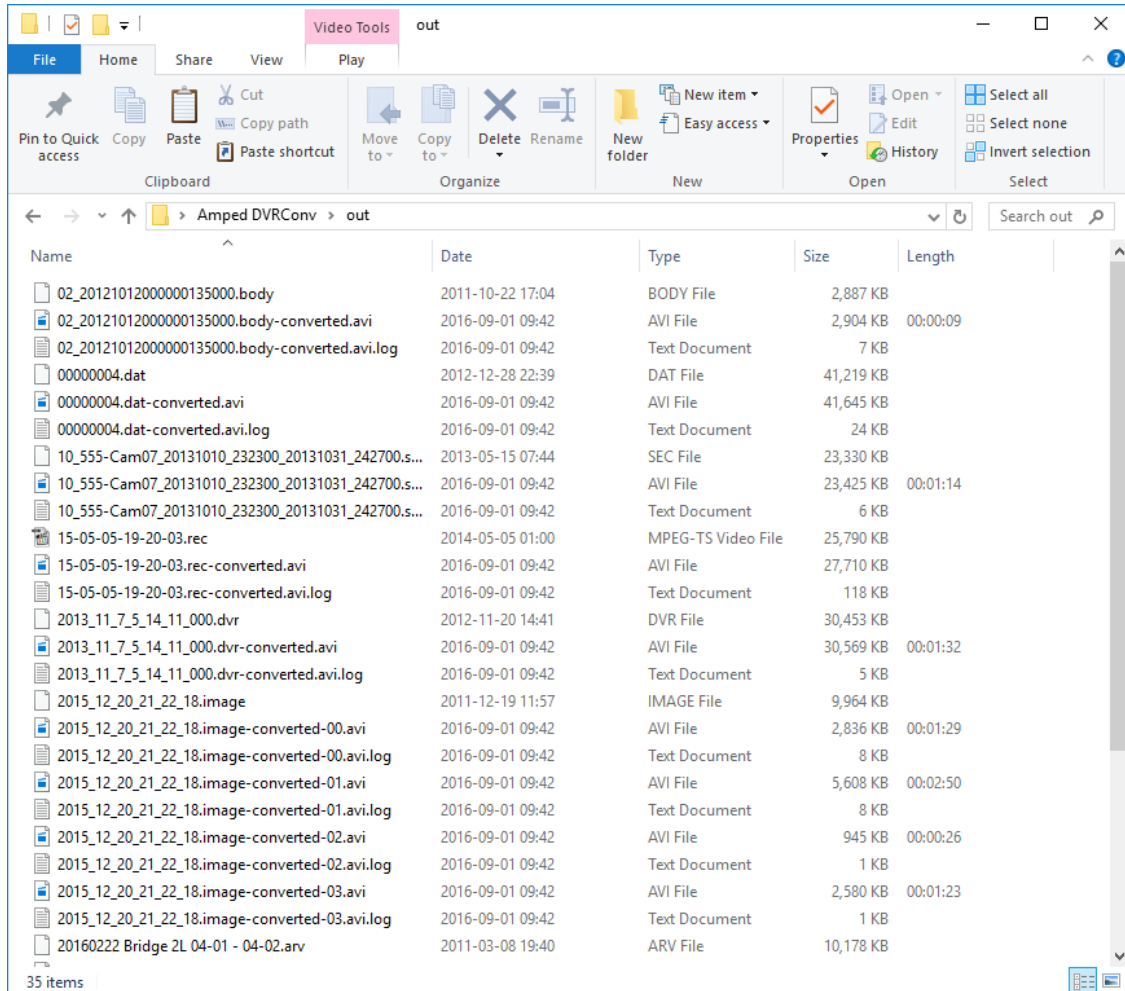 Video Tools out
File Home Share View Play
Pin to Quick access Copy Paste Cut Copy path Paste shortcut
Move to Copy to Delete Rename
New folder New item Easy access
Properties Open Edit History
Select all Select none Invert selection
Clipboard Organize New Open Select
Amped DVRConv > out Search out
Name Date Type Size Length
02_20121012000000135000.body 2011-10-22 17:04 BODY File 2,887 KB
02_20121012000000135000.body-converted.avi 2016-09-01 09:42 AVI File 2,904 KB 00:00:09
02_20121012000000135000.body-converted.avi.log 2016-09-01 09:42 Text Document 7 KB
00000004.dat 2012-12-28 22:39 DAT File 41,219 KB
00000004.dat-converted.avi 2016-09-01 09:42 AVI File 41,645 KB
00000004.dat-converted.avi.log 2016-09-01 09:42 Text Document 24 KB
10_555-Cam07_20131010_232300_20131031_242700.s... 2013-05-15 07:44 SEC File 23,330 KB
10_555-Cam07_20131010_232300_20131031_242700.s... 2016-09-01 09:42 AVI File 23,425 KB 00:01:14
10_555-Cam07_20131010_232300_20131031_242700.s... 2016-09-01 09:42 Text Document 6 KB
15-05-05-19-20-03.rec 2014-05-05 01:00 MPEG-TS Video File 25,790 KB
15-05-05-19-20-03.rec-converted.avi 2016-09-01 09:42 AVI File 27,710 KB
15-05-05-19-20-03.rec-converted.avi.log 2016-09-01 09:42 Text Document 118 KB
2013_11_7_5_14_11_000.dvr 2012-11-20 14:41 DVR File 30,453 KB
2013_11_7_5_14_11_000.dvr-converted.avi 2016-09-01 09:42 AVI File 30,569 KB 00:01:32
2013_11_7_5_14_11_000.dvr-converted.avi.log 2016-09-01 09:42 Text Document 5 KB
2015_12_20_21_22_18.image 2011-12-19 11:57 IMAGE File 9,964 KB
2015_12_20_21_22_18.image-converted-00.avi 2016-09-01 09:42 AVI File 2,836 KB 00:01:29
2015_12_20_21_22_18.image-converted-00.avi.log 2016-09-01 09:42 Text Document 8 KB
2015_12_20_21_22_18.image-converted-01.avi 2016-09-01 09:42 AVI File 5,608 KB 00:02:50
2015_12_20_21_22_18.image-converted-01.avi.log 2016-09-01 09:42 Text Document 8 KB
2015_12_20_21_22_18.image-converted-02.avi 2016-09-01 09:42 AVI File 945 KB 00:00:26
2015_12_20_21_22_18.image-converted-02.avi.log 2016-09-01 09:42 Text Document 1 KB
2015_12_20_21_22_18.image-converted-03.avi 2016-09-01 09:42 AVI File 2,580 KB 00:01:23
2015_12_20_21_22_18.image-converted-03.avi.log 2016-09-01 09:42 Text Document 1 KB
20160222 Bridge 2L 04-01 - 04-02.arv 2011-03-08 19:40 ARV File 10,178 KB
35 items